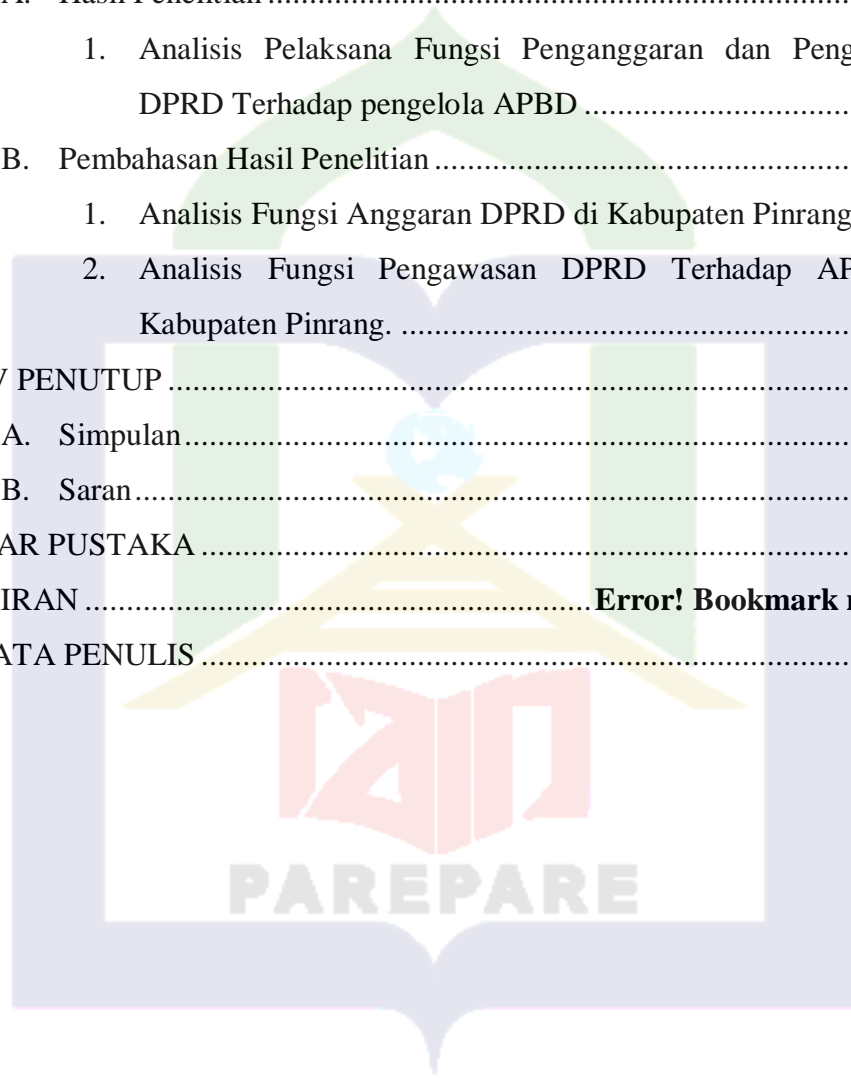 A. Hasil Penelitian ................................................................
1. Analisis Pelaksana Fungsi Penganggaran dan Peng
DPRD Terhadap pengelola APBD ....................................
B. Pembahasan Hasil Penelitian ......................................................
1. Analisis Fungsi Anggaran DPRD di Kabupaten Pinrang
2. Analisis Fungsi Pengawasan DPRD Terhadap AP
Kabupaten Pinrang. ..........................................................
V PENUTUP ..........................................................................................
A. Simpulan........................................................................................
B. Saran..............................................................................................
AR PUSTAKA .....................................................................................
IRAN ....................................................................Error! Bookmark
ATA PENULIS .....................................................................................
iain
PAREPARE